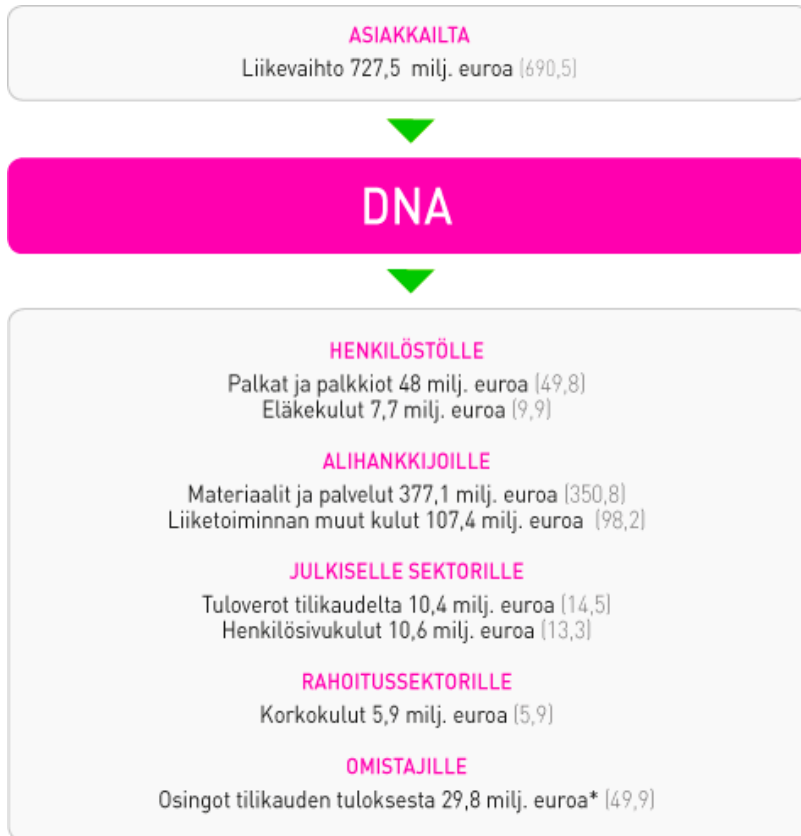 ASIAKKAILTA
Liikevaihto 727,5 milj. euroa (690,5)
DNA
HENKILÖSTÖLLE
Palkat ja palkkiot 48 milj. euroa (49,8)
Eläkekulut 7,7 milj. euroa (9,9)
ALIHANKKIJOILLE
Materiaalit ja palvelut 377,1 milj. euroa (350,8)
Liiketoiminnan muut kulut 107,4 milj. euroa (98,2)
JULKISELLE SEKTORILLE
Tuloverot tilikaudelta 10,4 milj. euroa (14,5)
Henkilösivukulut 10,6 milj. euroa (13,3)
RAHOITUSSEKTORILLE
Korkokulut 5,9 milj. euroa (5,9)
OMISTAJILLE
Osingot tilikauden tuloksesta 29,8 milj. euroa* (49,9)